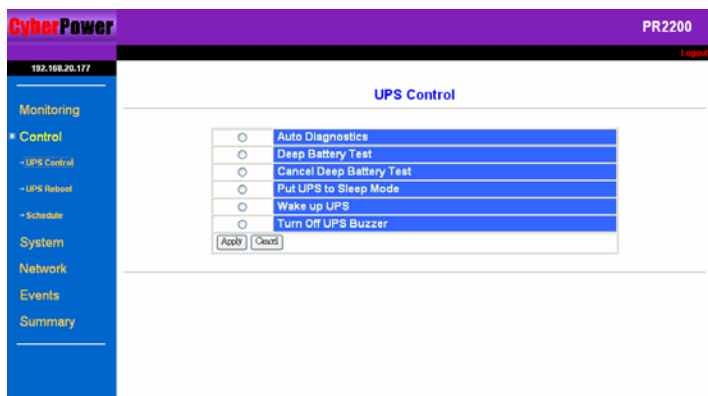 CyberPower
PR2200
Logout
192.168.20.177
Monitoring
Control
UPS Control
UPS Reboot
Schedule
System
Network
Events
Summary
UPS Control
Auto Diagnostics
Deep Battery Test
Cancel Deep Battery Test
Put UPS to Sleep Mode
Wake up UPS
Turn Off UPS Buzzer
Apply Cancel